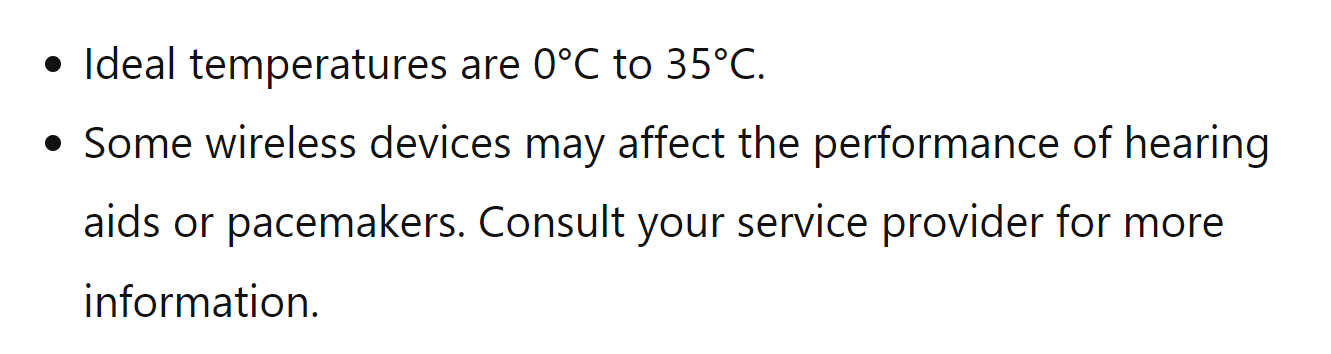 • Ideal temperatures are 0°C to 35°C.
• Some wireless devices may affect the performance of hearing
aids or pacemakers. Consult your service provider for more
information.